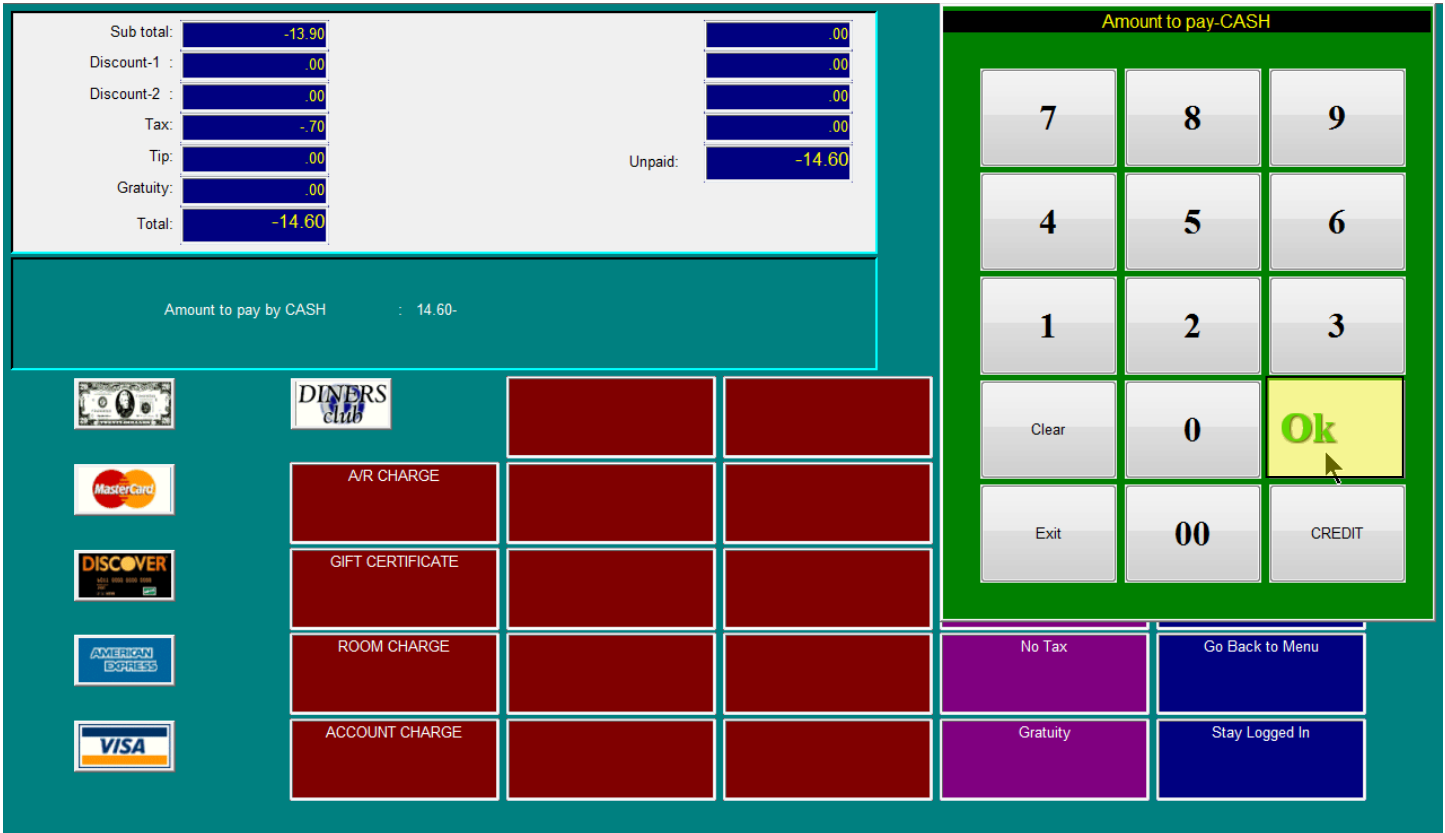 Sub total: -13.90 .00
Discount-1 : .00 .00
Discount-2 : .00 .00
Tax: -.70 .00
Tip: .00 Unpaid: -14.60
Gratuity: .00
Total: -14.60
Amount to pay by CASH : 14.60-
Amount to pay-CASH
7 8 9
4 5 6
1 2 3
Clear 0 Ok
Exit 00 CREDIT
DINERS
club
MasterCard A/R CHARGE
DISCOVER GIFT CERTIFICATE
AMERICAN
EXPRESS
ROOM CHARGE No Tax Go Back to Menu
VISA ACCOUNT CHARGE Gratuity Stay Logged In